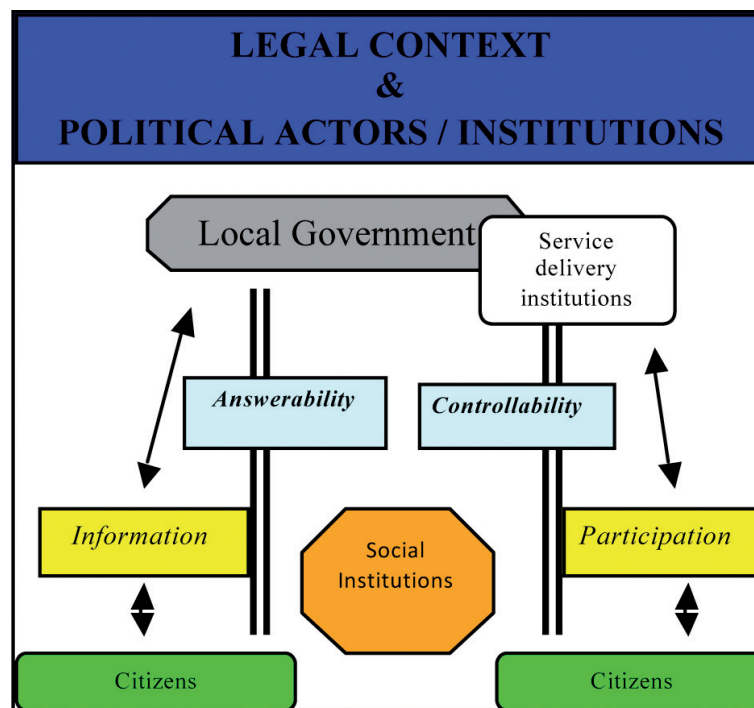 LEGAL CONTEXT
&
POLITICAL ACTORS / INSTITUTIONS
Local Government
Service
delivery
institutions
Answerability
Controllability
Information
Social
Institutions
Participation
Citizens
Citizens